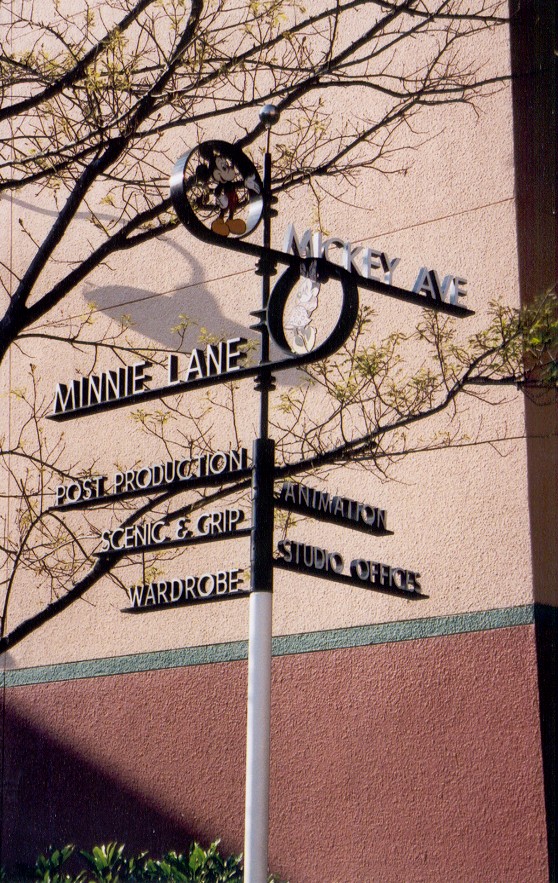 MICKEY AVE
MINNIE LANE
POST PRODUCTION
ANIMATION
SCENIC & GRIP
STUDIO OFFICES
WARDROBE